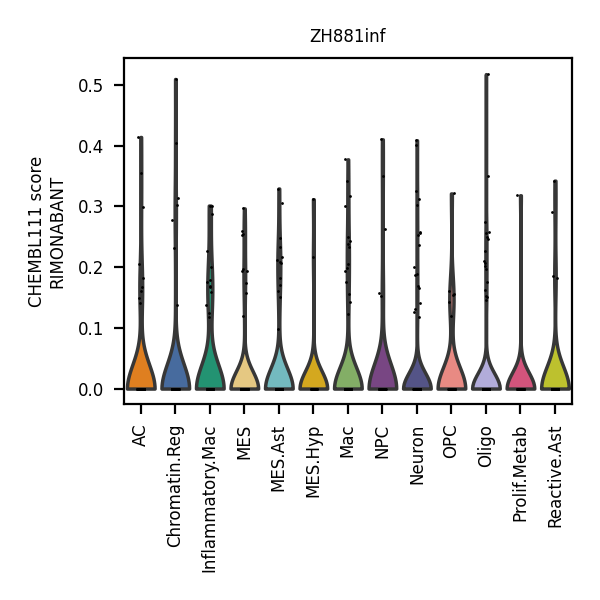 ZH881inf
CHEMBL111 score
RIMONABANT
0.5
0.4
0.3
0.2
0.1
0.0
AC
Chromatin.Reg
Inflammatory.Mac
MES
MES.Ast
MES.Hyp
Mac
NPC
Neuron
OPC
Oligo
Prolif.Metab
Reactive.Ast